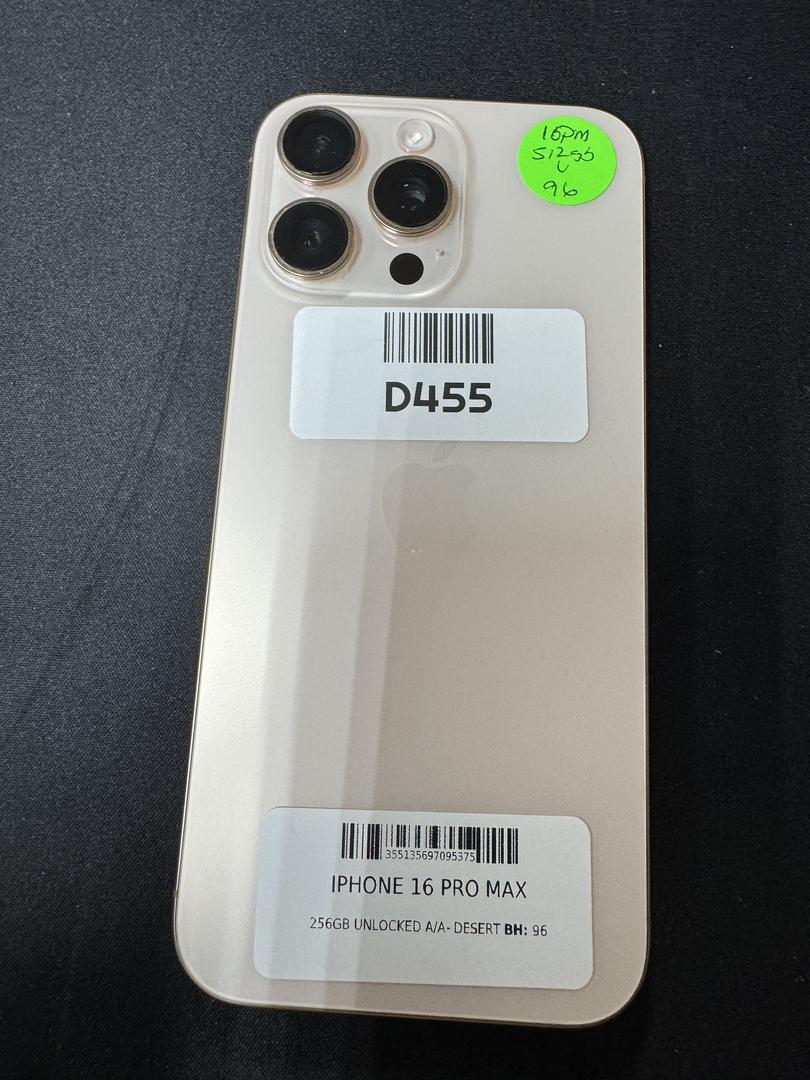 16pm
512gb
U
96
D455
355135697095375
IPHONE 16 PRO MAX
256GB UNLOCKED A/A- DESERT BH: 96